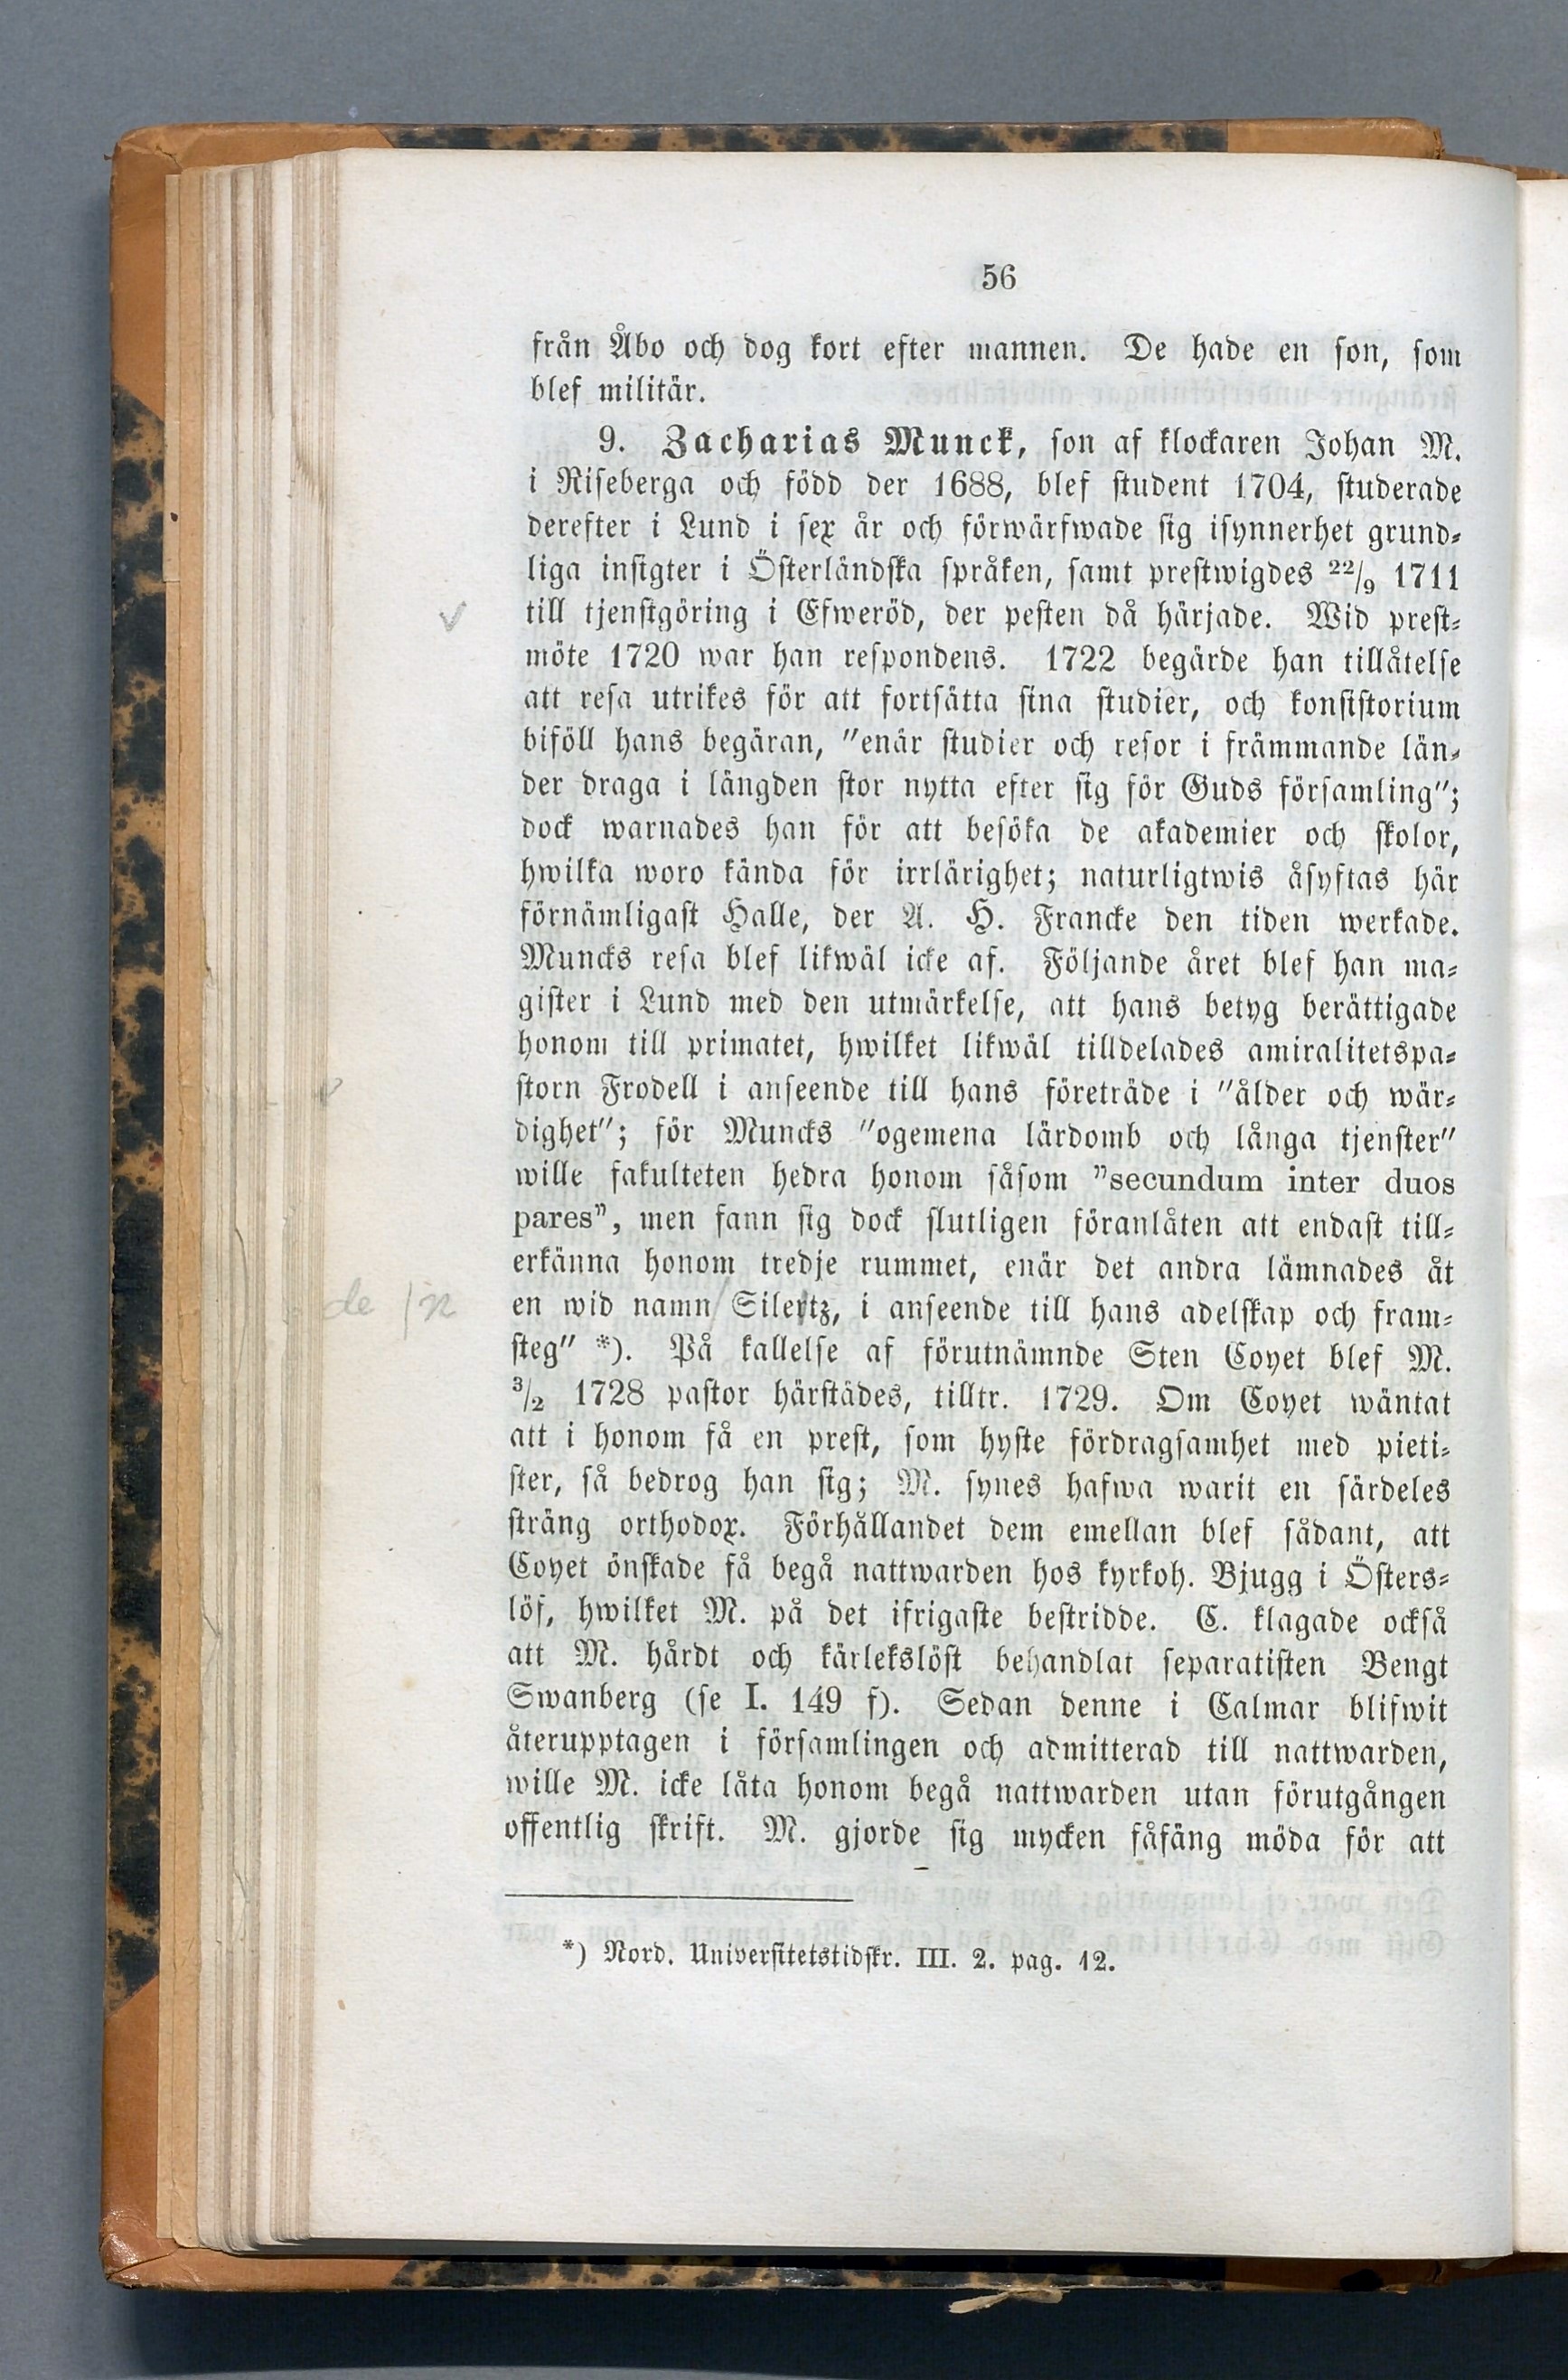 56
från Åbo och dog kort efter mannen. De hade en son, som
blef militär.
9. Zacharias Munck, son af klockaren Johan M.
i Riseberga och född der 1688, blef student 1704, studerade
derefter i Lund i sex år och förwärfwade sig isynnerhet grund-
liga insigter i Österländska språken, samt prestwigdes 22/9 1711
till tjenstgöring i Efweröd, der pesten då härjade. Wid prest-
möte 1720 war han respondens. 1722 begärde han tillåtelse
att resa utrikes för att fortsätta sina studier, och konsistorium
biföll hans begäran, "enär studier och resor i främmande län-
der draga i längden stor nytta efter sig för Guds församling";
dock warnades han för att besöka de akademier och skolor,
hwilka woro kända för irrlärighet; naturligtwis åsyftas här
förnämligast Halle, der A. H. Francke den tiden werkade.
Muncks resa blef likwäl icke af. Följande året blef han ma-
gister i Lund med den utmärkelse, att hans betyg berättigade
honom till primatet, hwilket likwäl tilldelades amiralitetspa-
storn Frodell i anseende till hans företräde i "ålder och wär-
dighet"; för Muncks "ogemena lärdomb och långa tjenster"
wille fakulteten hedra honom såsom "secundum inter duos
pares", men fann sig dock slutligen föranlåten att endast till-
erkänna honom tredje rummet, enär det andra lämnades åt
de /n
en wid namn Silertz, i anseende till hans adelskap och fram-
steg" *). På kallelse af förutnämnde Sten Coyet blef M.
3/2 1728 pastor härstädes, tilltr. 1729. Om Coyet wäntat
att i honom få en prest, som hyste fördragsamhet med pieti-
ster, så bedrog han sig; M. synes hafwa warit en särdeles
sträng orthodox. Förhållandet dem emellan blef sådant, att
Coyet önskade få begå nattwarden hos kyrkoh. Bjugg i Östers-
löf, hwilket M. på det ifrigaste bestridde. C. klagade också
att M. hårdt och kärlekslöst behandlat separatisten Bengt
Swanberg (se I. 149 f). Sedan denne i Calmar blifwit
återupptagen i församlingen och admitterad till nattwarden,
wille M. icke låta honom begå nattwarden utan förutgången
offentlig skrift. M. gjorde sig mycken fåfäng möda för att
*) Nord. Universitetstidskr. III. 2. pag. 12.